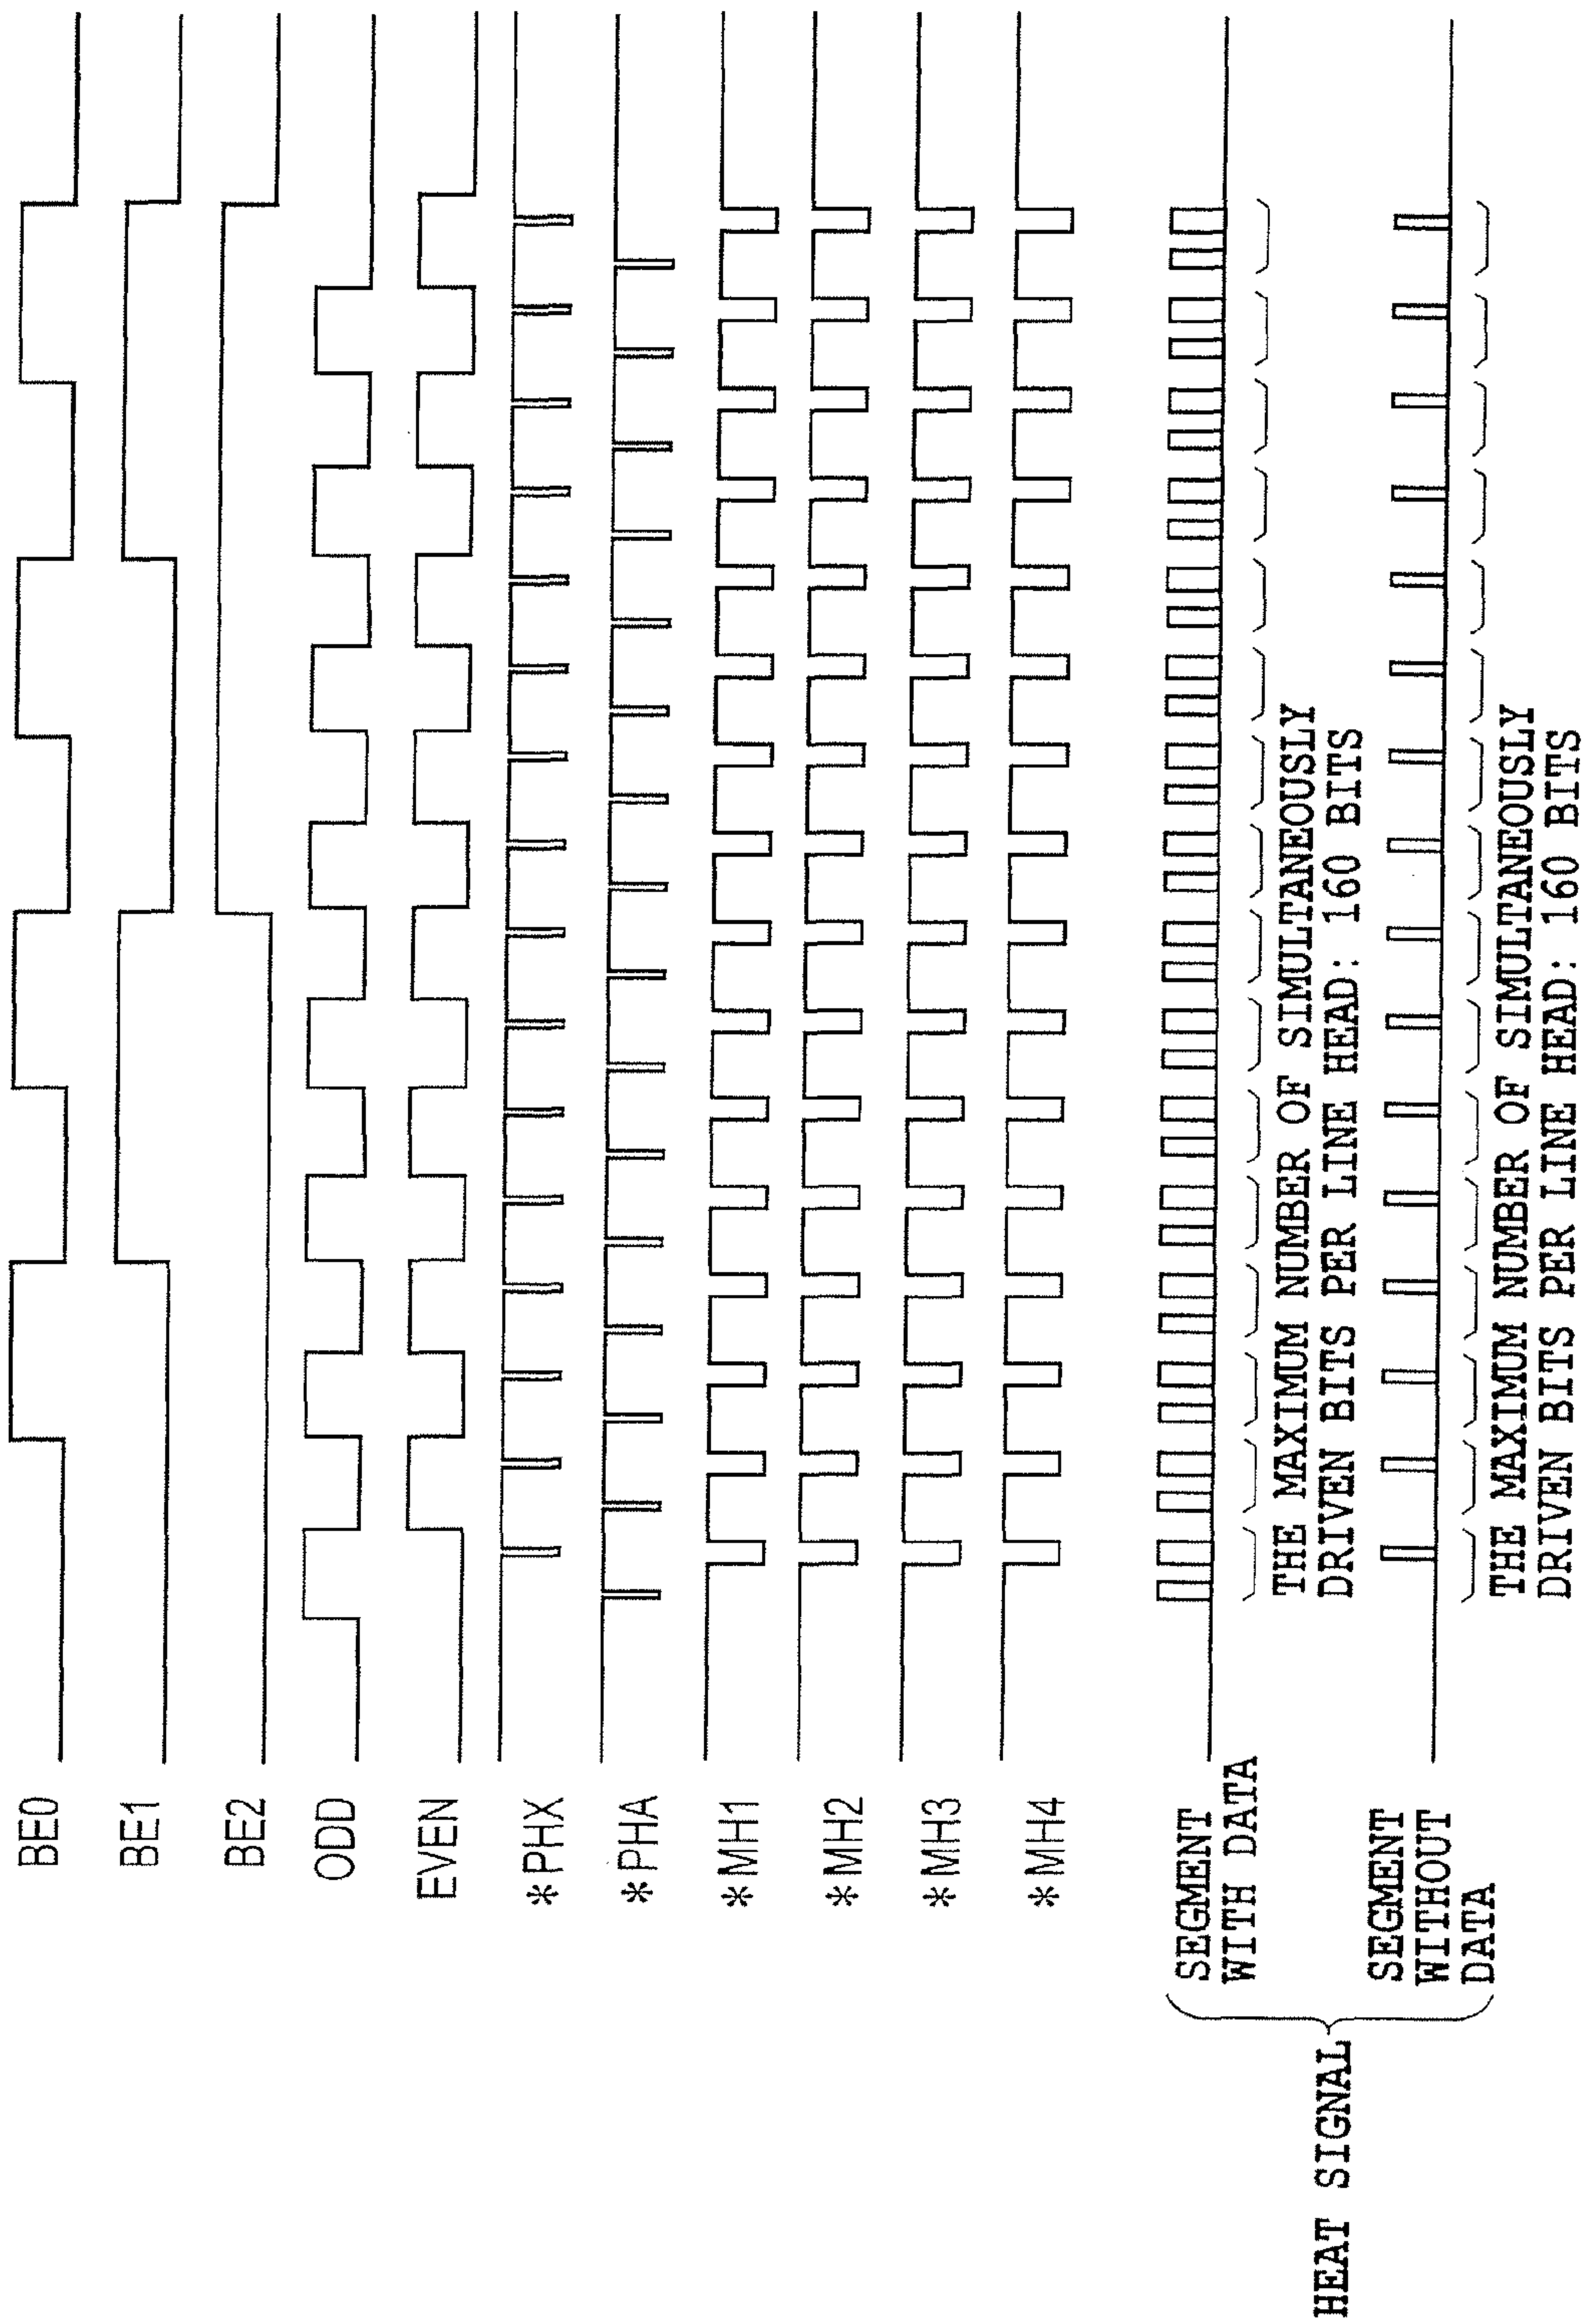 BE0
BE1
BE2
ODD
EVEN
*PHX
*PHA
*MH1
*MH2
*MH3
*MH4
HEAT SIGNAL
SEGMENT
WITH DATA
THE MAXIMUM NUMBER OF SIMULTANEOUSLY
DRIVEN BITS PER LINE HEAD: 160 BITS
SEGMENT
WITHOUT
DATA
THE MAXIMUM NUMBER OF SIMULTANEOUSLY
DRIVEN BITS PER LINE HEAD: 160 BITS